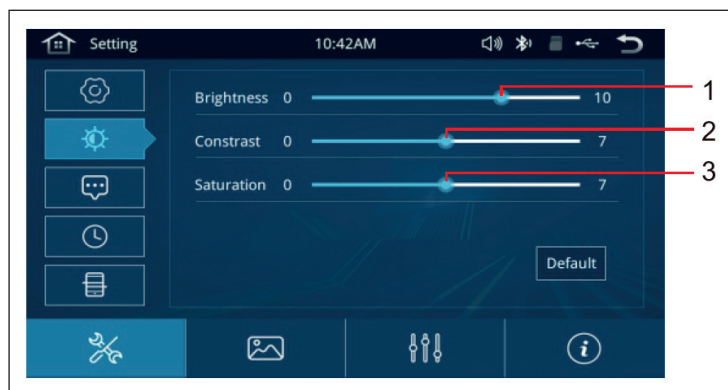 Setting 10:42AM
Brightness 0 10 1
Constrast 0 7 2
Saturation 0 7 3
Default